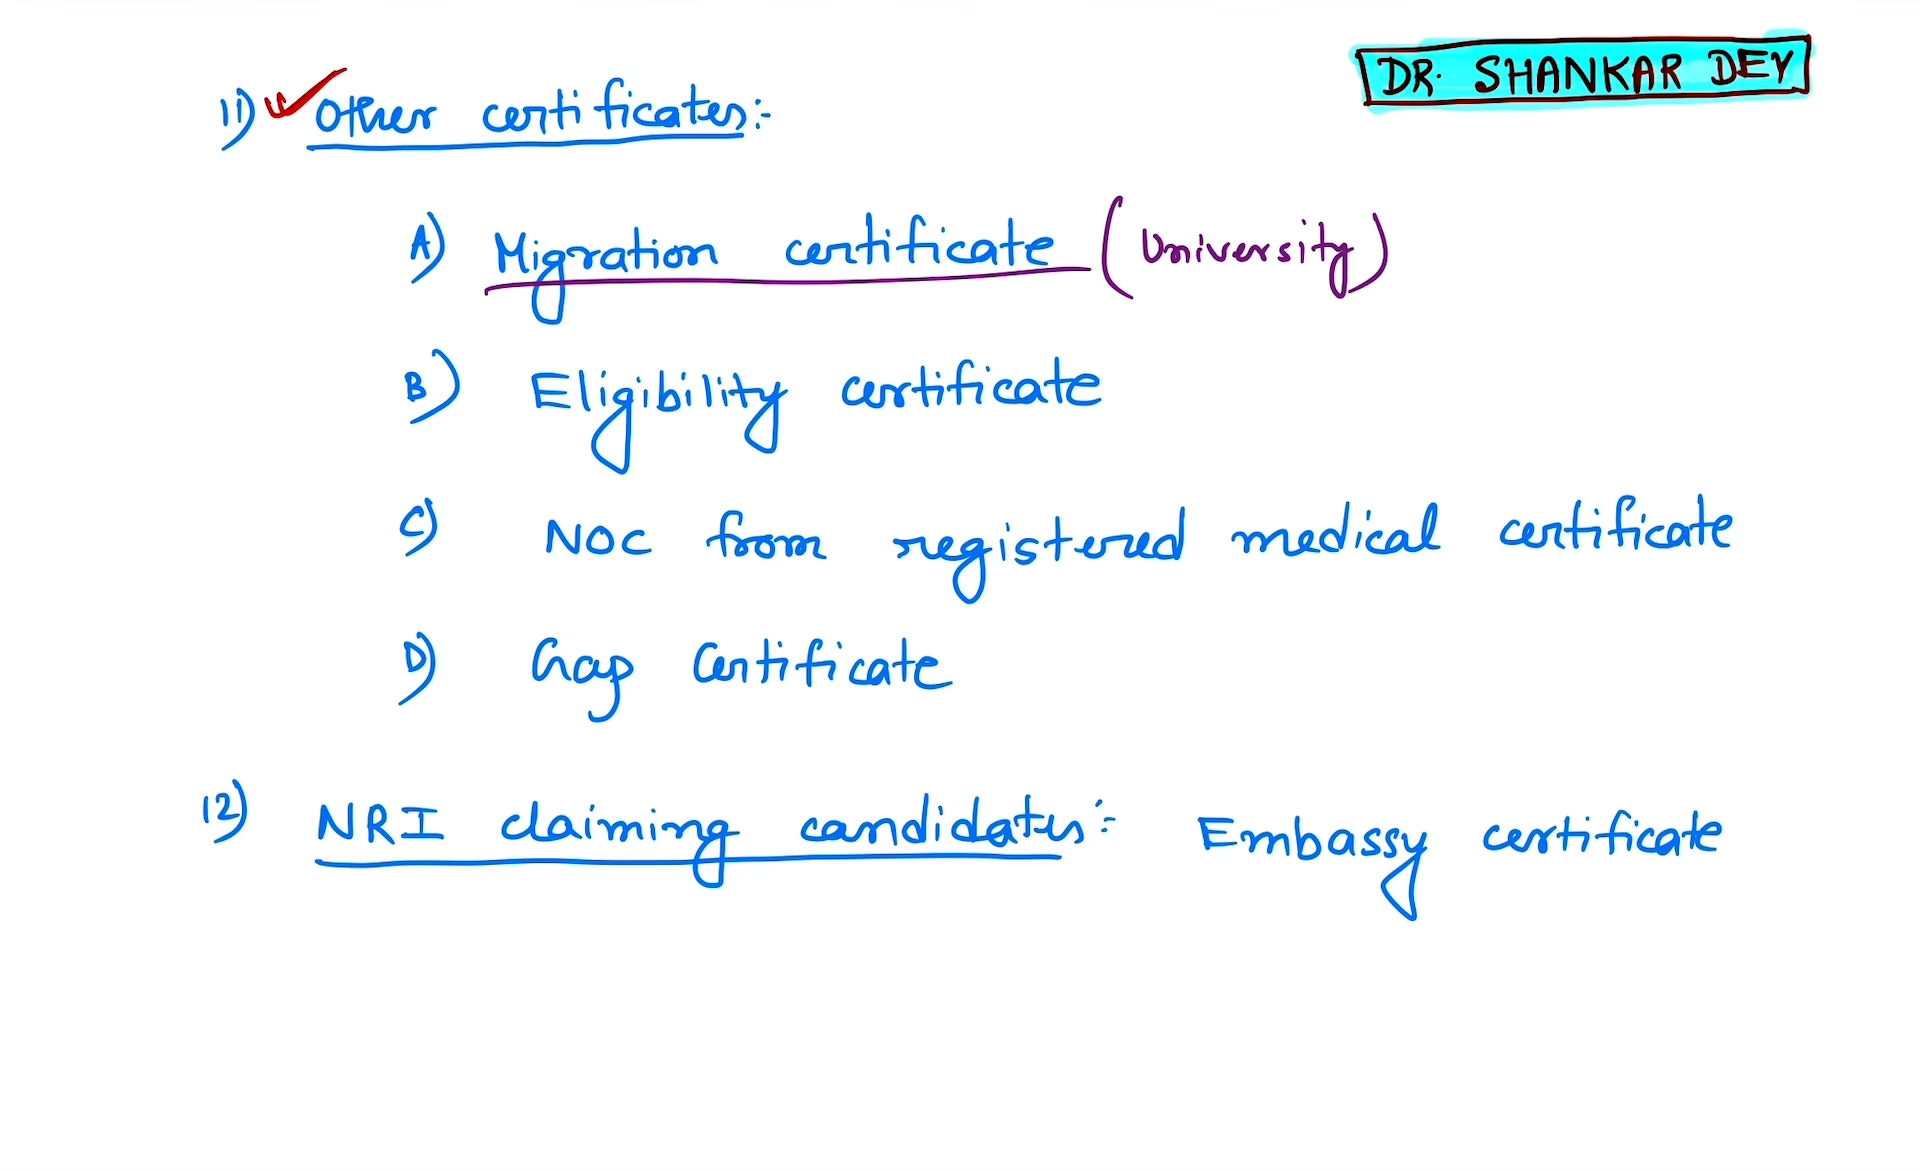 DR. SHANKAR DEY
11) Other certificates:-
A) Migration certificate (University)
B) Eligibility certificate
C) NOC from registered medical certificate
D) Gap Certificate
12) NRI claiming candidates:- Embassy certificate